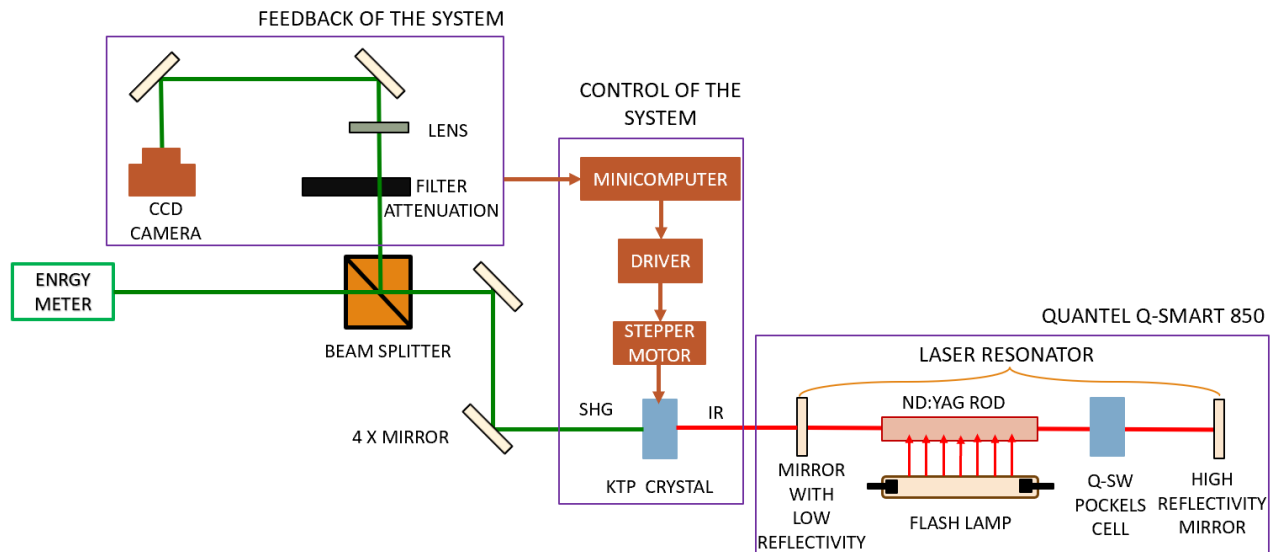 FEEDBACK OF THE SYSTEM
LENS
FILTER
ATTENUATION
CCD
CAMERA
CONTROL OF THE
SYSTEM
MINICOMPUTER
DRIVER
STEPPER
MOTOR
ENRGY
METER
BEAM SPLITTER
4 X MIRROR
SHG
IR
KTP CRYSTAL
QUANTEL Q-SMART 850
LASER RESONATOR
ND:YAG ROD
MIRROR
WITH
LOW
REFLECTIVITY
FLASH LAMP
Q-SW
POCKELS
CELL
HIGH
REFLECTIVITY
MIRROR